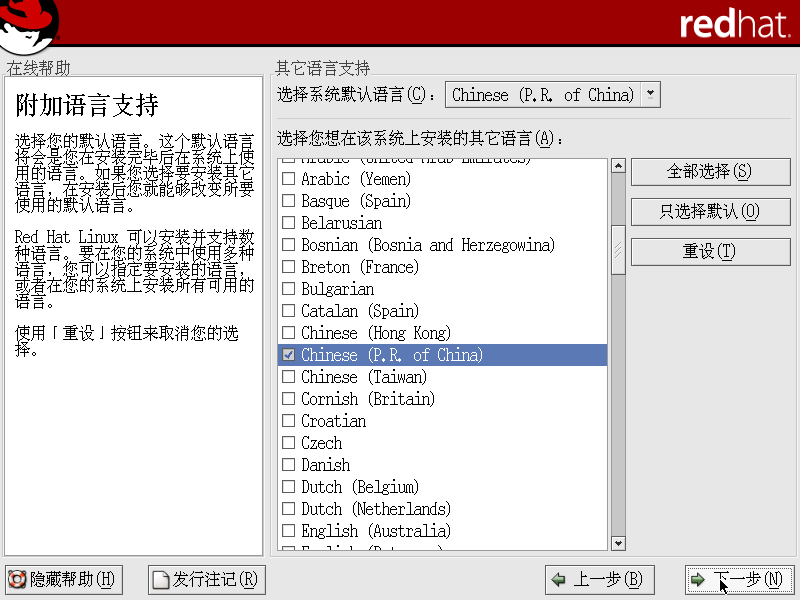 redhat.
在线帮助
附加语言支持
选择您的默认语言。这个默认语言
将会是您在安装完毕后在系统上使
用的语言。如果您选择要安装其它
语言，在安装后您就能够改变所要
使用的默认语言。
Red Hat Linux 可以安装并支持数
种语言。要在您的系统中使用多种
语言，您可以指定要安装的语言，
或者在您的系统上安装所有可用的
语言。
使用「重设」按钮来取消您的选
择。
其它语言支持
选择系统默认语言(C)： Chinese (P.R. of China)
选择您想在该系统上安装的其它语言(A)：
Arabic (United Arab Emirates)
Arabic (Yemen)
Basque (Spain)
Belarusian
Bosnian (Bosnia and Herzegowina)
Breton (France)
Bulgarian
Catalan (Spain)
Chinese (Hong Kong)
Chinese (P.R. of China)
Chinese (Taiwan)
Cornish (Britain)
Croatian
Czech
Danish
Dutch (Belgium)
Dutch (Netherlands)
English (Australia)
全部选择(S)
只选择默认(O)
重设(T)
隐藏帮助(H)
发行注记(R)
上一步(B)
下一步(N)